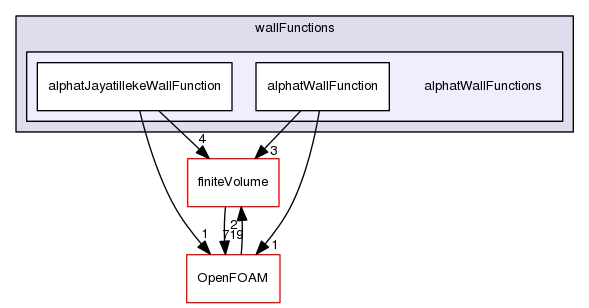 wallFunctions
alphatJayatillekeWallFunction
alphatWallFunction
alphatWallFunctions
4
3
finiteVolume
2
719
1
1
OpenFOAM